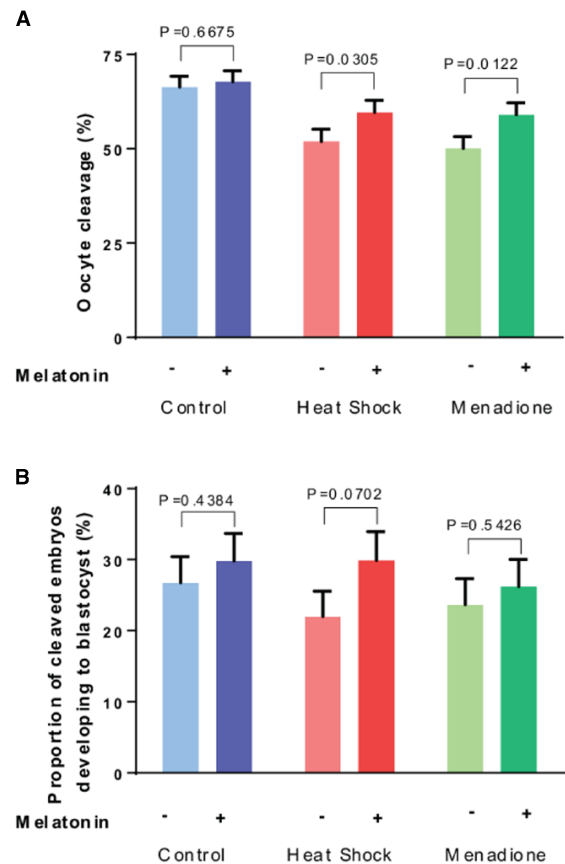 A
P=0.6675
P=0.0305
P=0.0122
75
50
25
0
Oocyte cleavage (%)
Melatonin - + - + - +
Control Heat Shock Menadione
B
P=0.4384
P=0.0702
P=0.5426
40
30
20
10
0
Proportion of cleaved embryos
developing to blastocyst (%)
Melatonin - + - + - +
Control Heat Shock Menadione